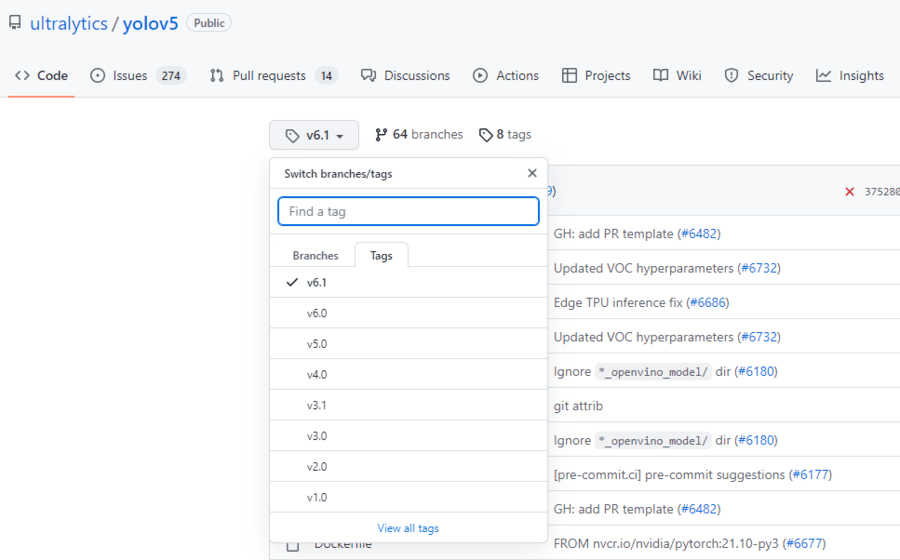 ultralytics / yolov5 Public
Code Issues 274 Pull requests 14 Discussions Actions Projects Wiki Security Insights
v6.1 64 branches 8 tags
Switch branches/tags
9)
375280
Find a tag
GH: add PR template (#6482)
Branches Tags
Updated VOC hyperparameters (#6732)
v6.1
Edge TPU inference fix (#6686)
v6.0
Updated VOC hyperparameters (#6732)
v5.0
Ignore *_openvino_model/ dir (#6180)
v4.0
git attrib
v3.1
Ignore *_openvino_model/ dir (#6180)
v3.0
[pre-commit.ci] pre-commit suggestions (#6177)
v2.0
GH: add PR template (#6482)
v1.0
View all tags
Dockerfile FROM nvcr.io/nvidia/pytorch:21.10-py3 (#6677)